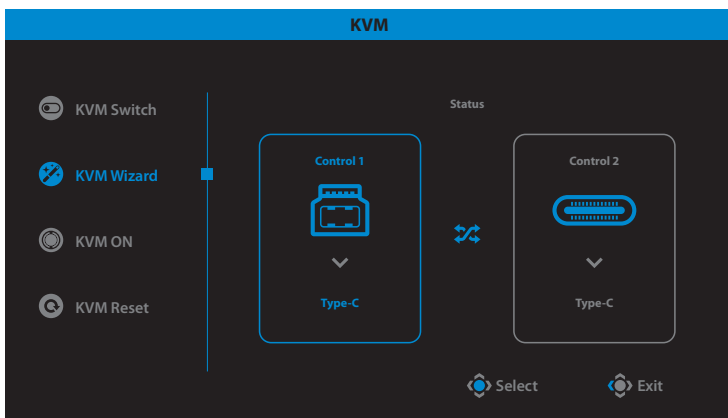 KVM
KVM Switch
KVM Wizard
KVM ON
KVM Reset
Status
Control 1
Type-C
Control 2
Type-C
Select
Exit